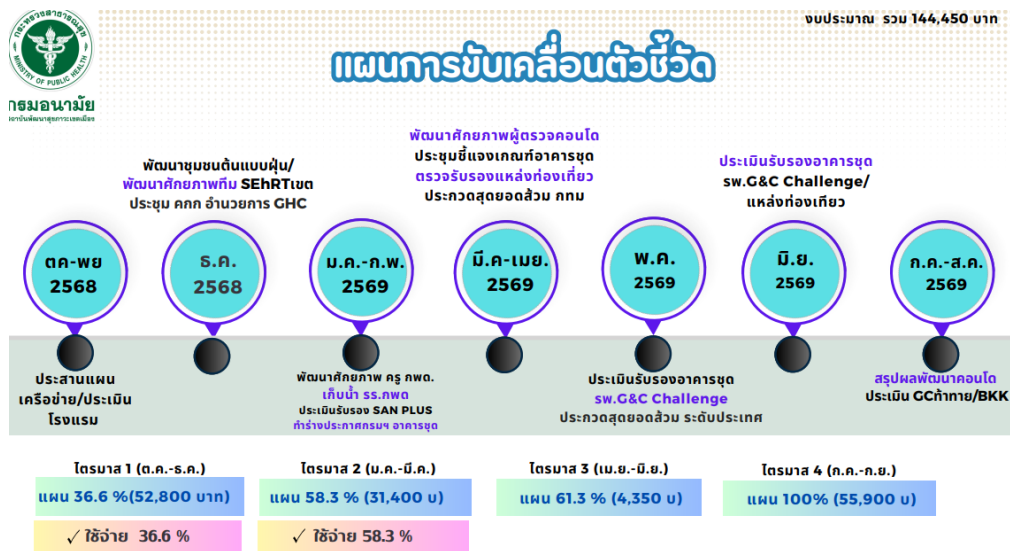 งบประมาณ รวม 144,450 บาท
กระทรวงสาธารณสุข
MINISTRY OF PUBLIC HEALTH
กรมอนามัย
แผนการขับเคลื่อนตัวชี้วัด
พัฒนาชุมชนต้นแบบฝุ่น/
พัฒนาศักยภาพทีม SEhRTเขต
ประชุม คกก อำนวยการ GHC
พัฒนาศักยภาพผู้ตรวจคอนโด
ประชุมชี้แจงเกณฑ์อาคารชุด
ตรวจรับรองแหล่งท่องเที่ยว
ประกวดสุดยอดส้วม กทม
ประเมินรับรองอาคารชุด
รพ.G&C Challenge/
แหล่งท่องเทียว
ตค-พย
2568
ธ.ค.
2568
ม.ค.-ก.พ.
2569
มี.ค-เมย.
2569
พ.ค.
2569
มิ.ย.
2569
ก.ค.-ส.ค.
2569
ประสานแผน
เครือข่าย/ประเมิน
โรงแรม
พัฒนาศักยภาพ ครู กพด.
เก็บน้ำ รร.กพด
ประเมินรับรอง SAN PLUS
ทำร่างประกาศกรมฯ อาคารชุด
ประเมินรับรองอาคารชุด
รพ.G&C Challenge
ประกวดสุดยอดส้วม ระดับประเทศ
สรุปผลพัฒนาคอนโด
ประเมิน GCท้าทาย/BKK
ไตรมาส 1 (ต.ค.-ธ.ค.)
แผน 36.6 %(52,800 บาท)
✓ ใช้จ่าย 36.6 %
ไตรมาส 2 (ม.ค.-มี.ค.)
แผน 58.3 % (31,400 บ)
✓ ใช้จ่าย 58.3 %
ไตรมาส 3 (เม.ย.-มิ.ย.)
แผน 61.3 % (4,350 บ)
ไตรมาส 4 (ก.ค.-ก.ย.)
แผน 100% (55,900 บ)